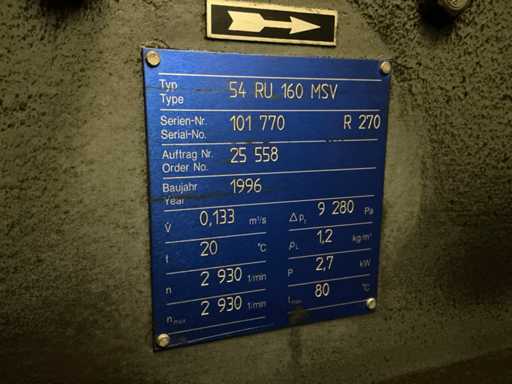 Typ
Type 54 RU 160 MSV
Serien-Nr.
Serial-No. 101 770 R 270
Auftrag Nr.
Order No. 25 558
Baujahr
Year 1996
V̇ 0,133 m³/s Δpt 9 280 Pa
t 20 °C ρL 1,2 kg/m³
n 2 930 1/min P 2,7 kW
nmax 2 930 1/min tmax 80 °C